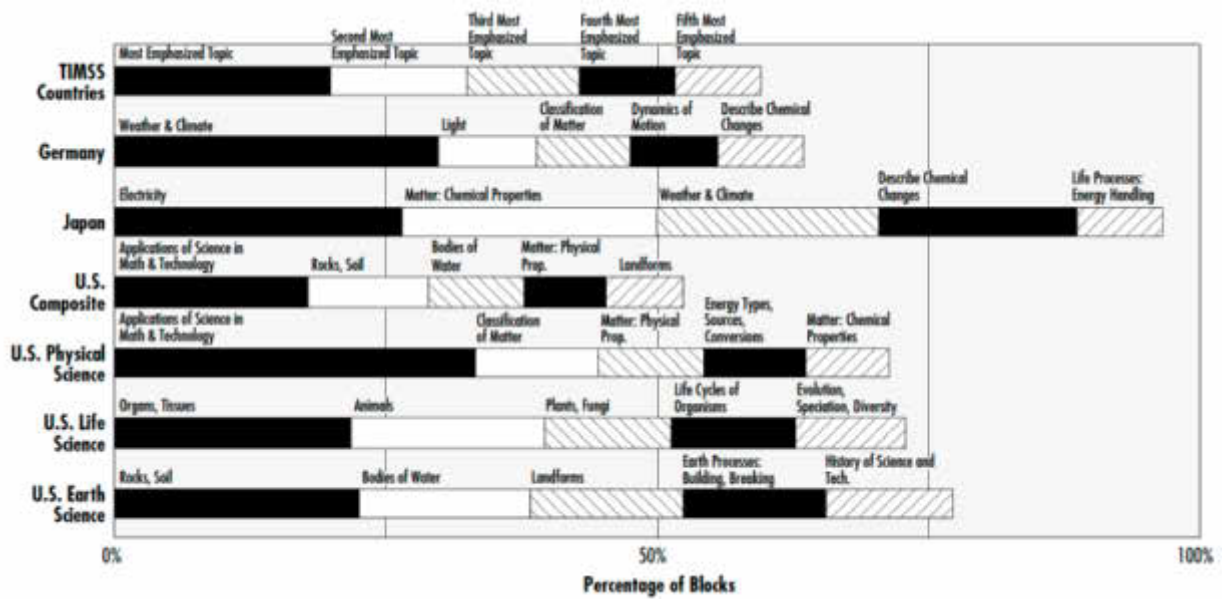 Third Most
Emphasized
Topic
Fourth Most
Emphasized
Topic
Fifth Most
Emphasized
Topic
Second Most
Emphasized Topic
Most Emphasized Topic
TIMSS
Countries
Weather & Climate
Light
Classification
of Matter
Dynamics of
Motion
Describe Chemical
Changes
Germany
Electricity
Matter: Chemical Properties
Weather & Climate
Describe Chemical
Changes
Life Processes:
Energy Handling
Japan
Applications of Science in
Math & Technology
Rocks, Soil
Bodies of
Water
Matter: Physical
Prop.
Landforms
U.S.
Composite
Applications of Science in
Math & Technology
Classification
of Matter
Matter: Physical
Prop.
Energy Types,
Sources,
Conversions
Matter: Chemical
Properties
U.S. Physical
Science
Organs, Tissues
Animals
Plants, Fungi
Life Cycles of
Organisms
Evolution,
Speciation, Diversity
U.S. Life
Science
Rocks, Soil
Bodies of Water
Landforms
Earth Processes:
Building, Breaking
History of Science and
Tech.
U.S. Earth
Science
0%
50%
100%
Percentage of Blocks